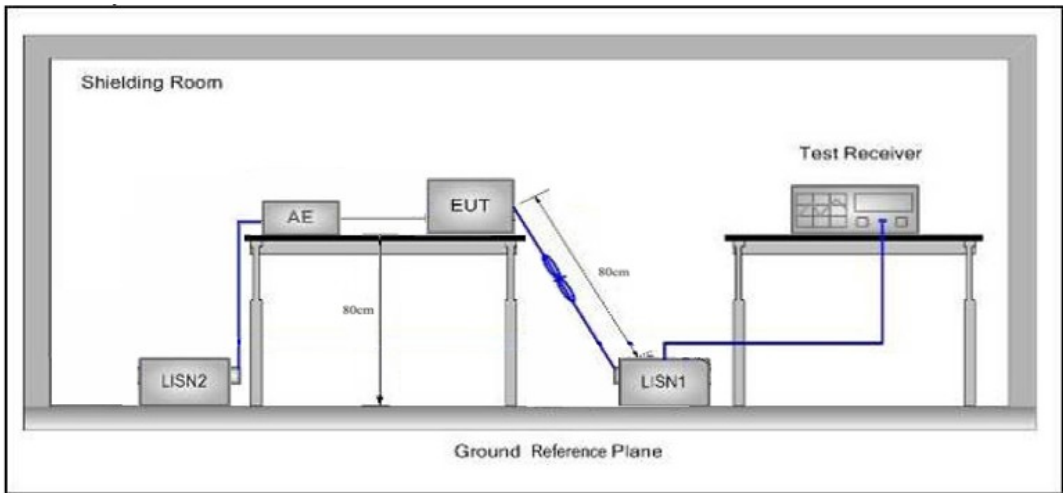 Shielding Room
Test Receiver
AE
EUT
80cm
80cm
LISN2
LISN1
Ground Reference Plane